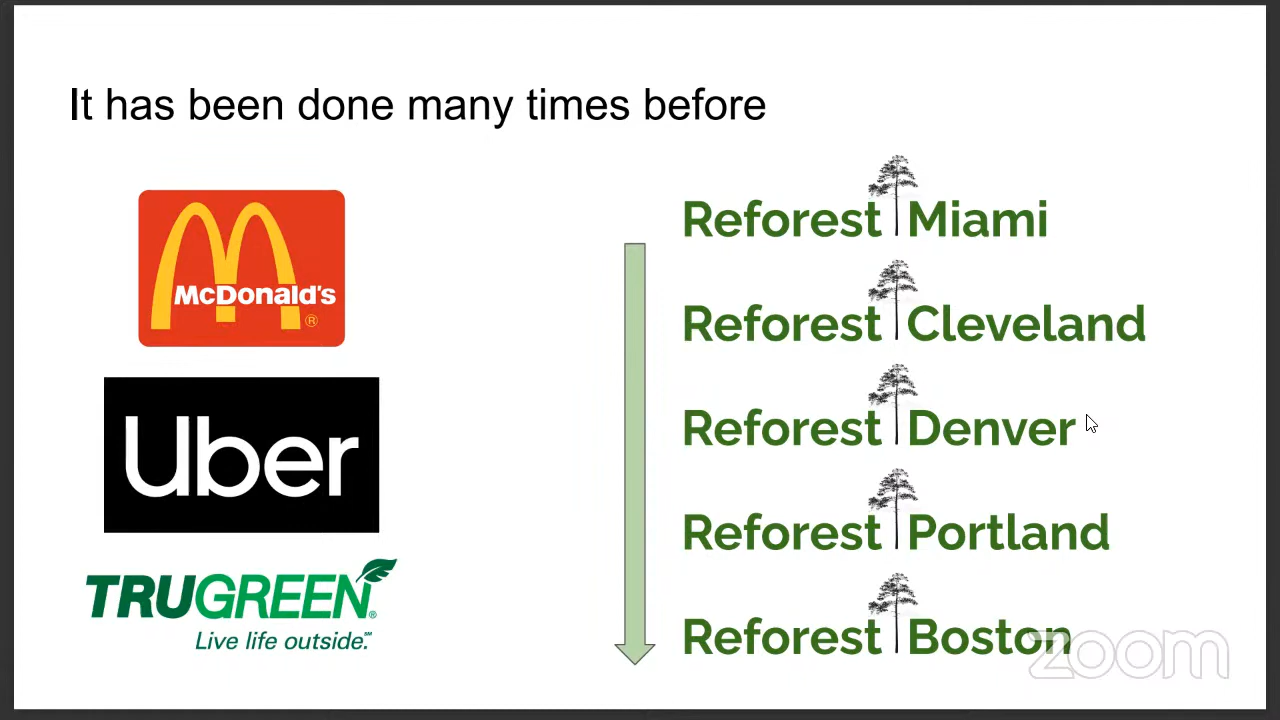 It has been done many times before
McDonald's
®
Uber
TRUGREEN®
Live life outside.℠
Reforest Miami
Reforest Cleveland
Reforest Denver
Reforest Portland
Reforest Boston
zoom